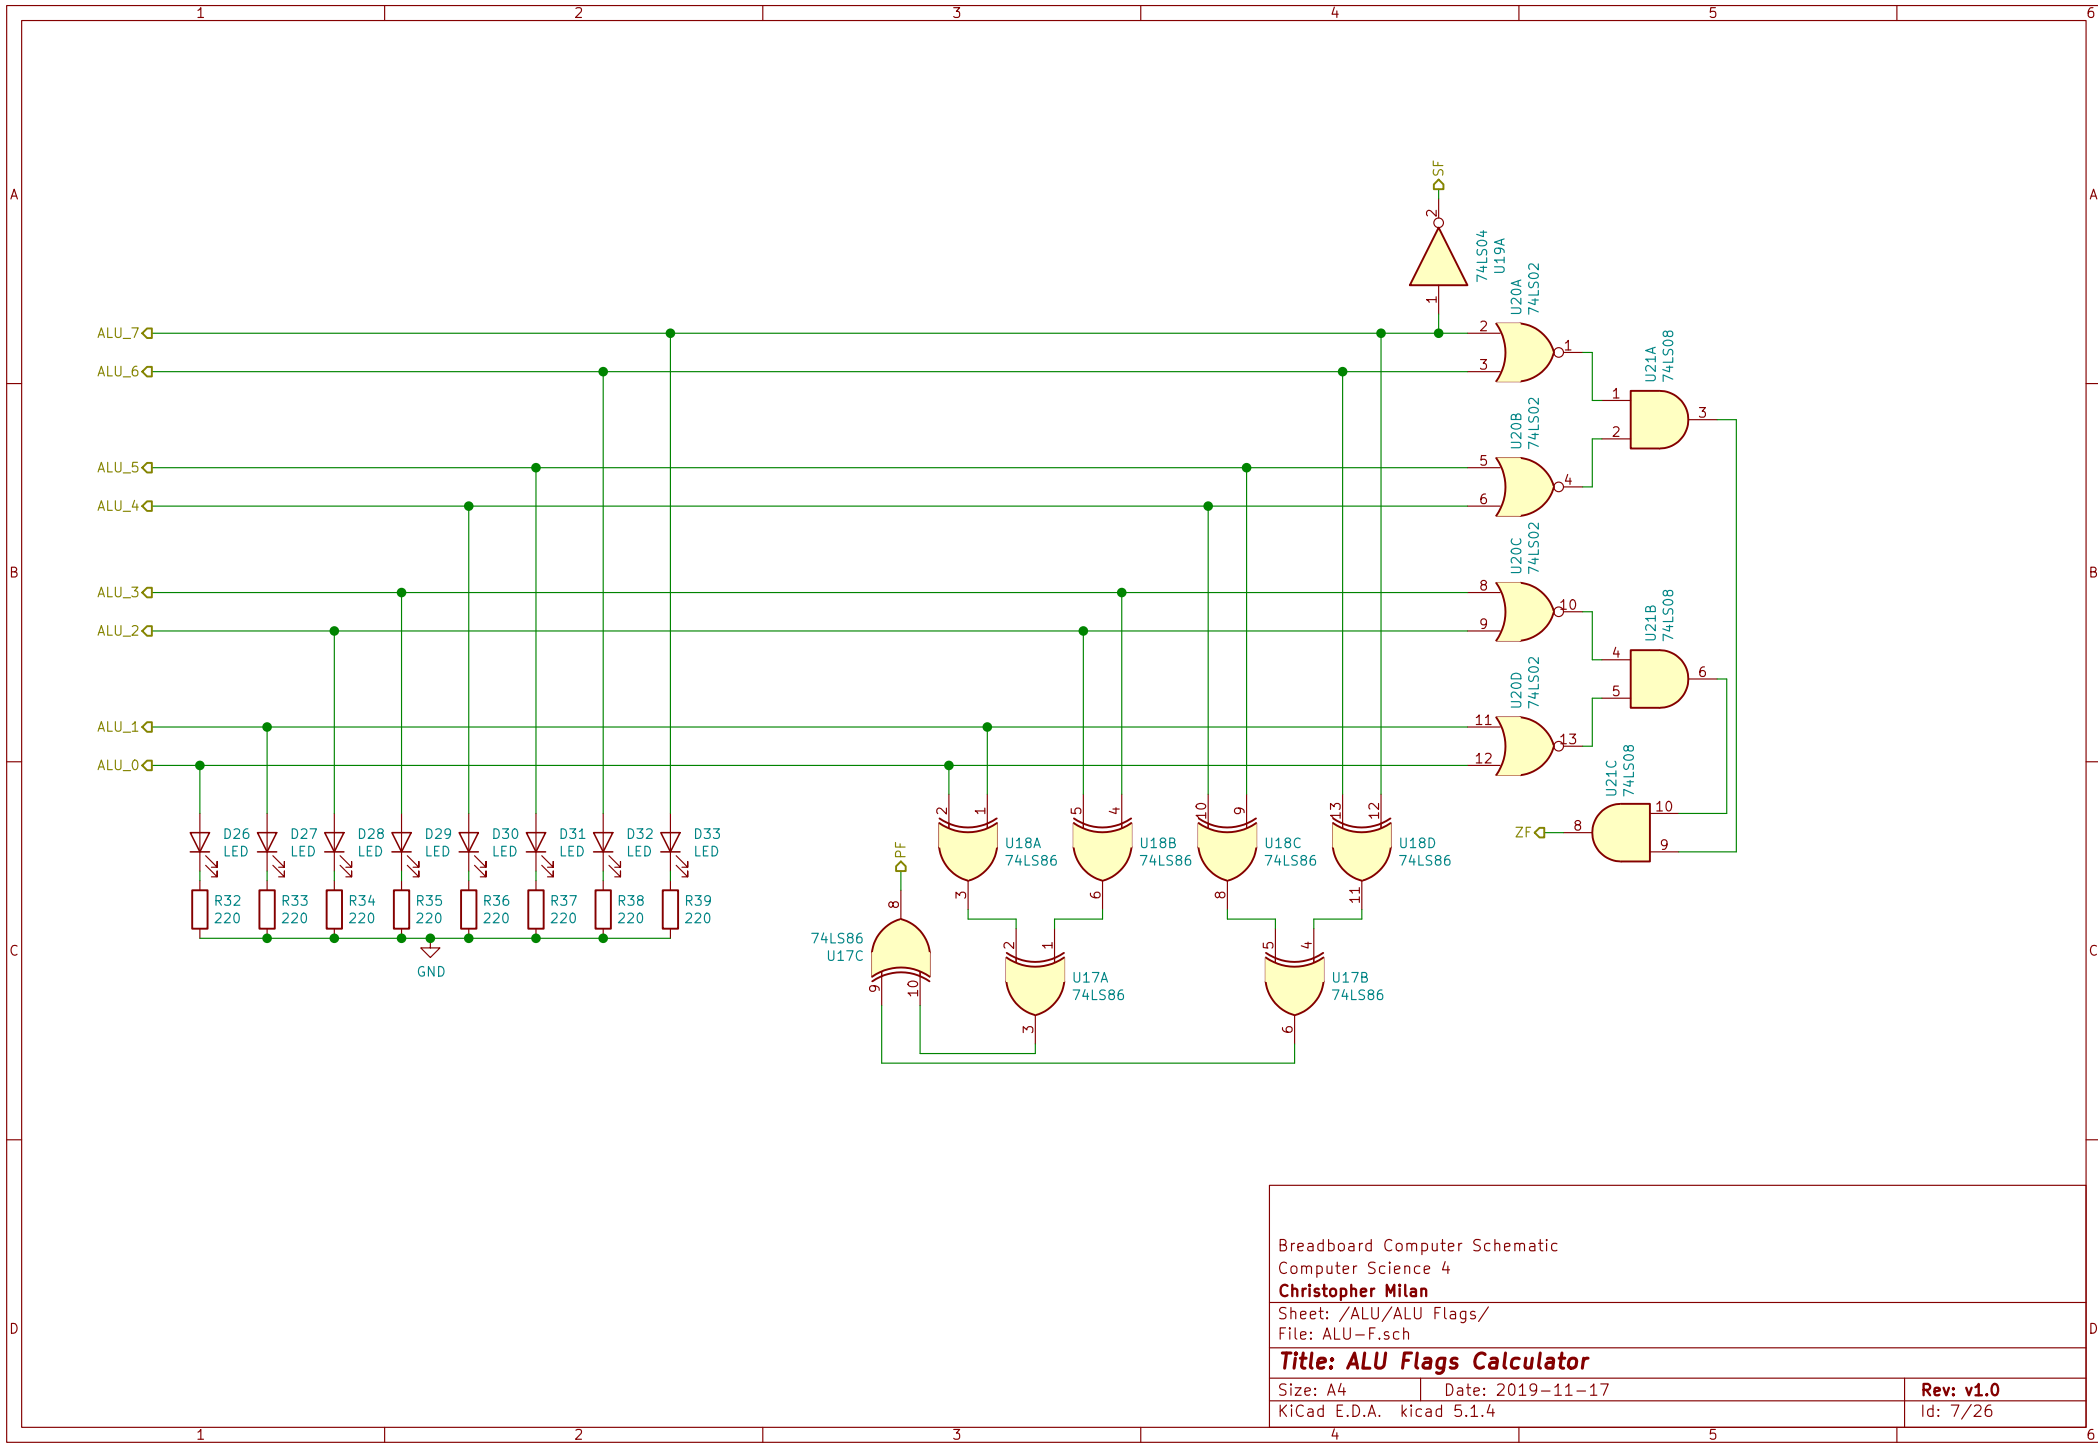 1 2 3 4 5 6
A A
SF
2
74LS04
U19A
1
U20A
74LS02
ALU_7 2 1
ALU_6 3
U21A
74LS08
1 3
2
U20B
74LS02
ALU_5 5 4
ALU_4 6
U20C
74LS02
B B
ALU_3 8 10
ALU_2 9
U21B
74LS08
4 6
5
U20D
74LS02
ALU_1 11 13
ALU_0 12
U21C
74LS08
10
ZF 8
9
2 1 5 4 10 9 13 12
D26 D27 D28 D29 D30 D31 D32 D33
LED LED LED LED LED LED LED LED
PF
U18A U18B U18C U18D
74LS86 74LS86 74LS86 74LS86
3 6 8 11
R32 R33 R34 R35 R36 R37 R38 R39
220 220 220 220 220 220 220 220
8
74LS86
U17C
2 1 5 4
C C
GND
9 10
U17A U17B
74LS86 74LS86
3 6
Breadboard Computer Schematic
Computer Science 4
Christopher Milan
Sheet: /ALU/ALU Flags/
D D
File: ALU-F.sch
Title: ALU Flags Calculator
Size: A4 Date: 2019-11-17 Rev: v1.0
KiCad E.D.A. kicad 5.1.4 Id: 7/26
1 2 3 4 5 6